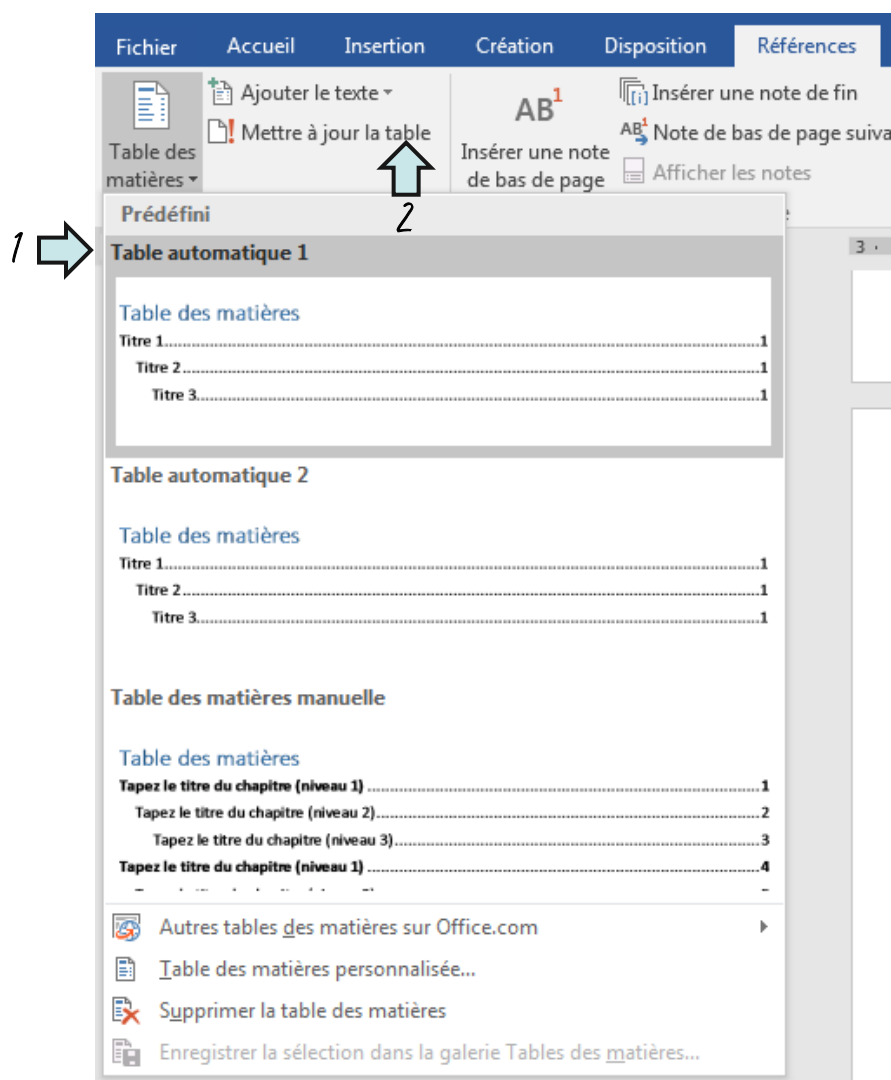 Fichier Accueil Insertion Création Disposition Références
Ajouter le texte
Mettre à jour la table
Table des
matières
AB1
Insérer une note
de bas de page
[i] Insérer une note de fin
AB1 Note de bas de page suiva
Afficher les notes
2
Prédéfini
3
1
Table automatique 1
Table des matières
Titre 1....................1
Titre 2....................1
Titre 3....................1
Table automatique 2
Table des matières
Titre 1....................1
Titre 2....................1
Titre 3....................1
Table des matières manuelle
Table des matières
Tapez le titre du chapitre (niveau 1)....................1
Tapez le titre du chapitre (niveau 2)....................2
Tapez le titre du chapitre (niveau 3)....................3
Tapez le titre du chapitre (niveau 1)....................4
Autres tables des matières sur Office.com
Table des matières personnalisée...
Supprimer la table des matières
Enregistrer la sélection dans la galerie Tables des matières...